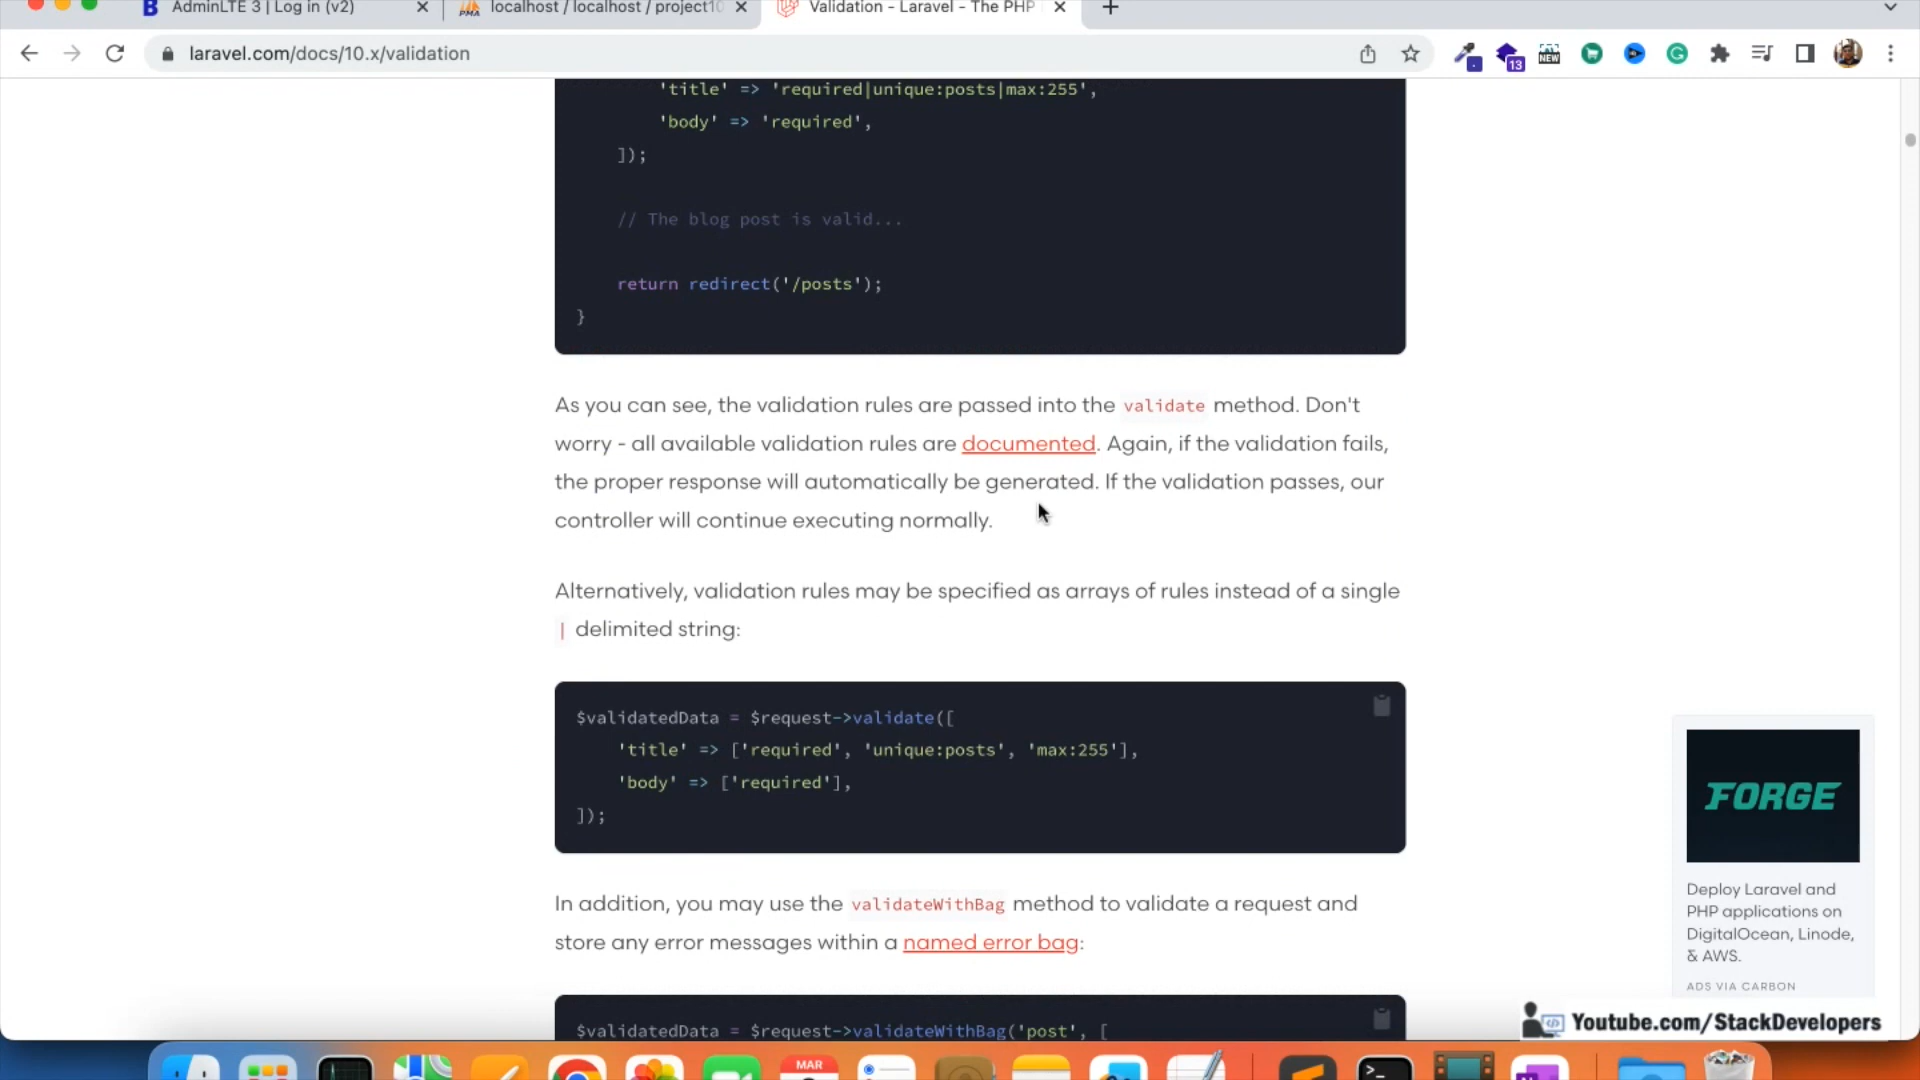 AdminLTE 3 | Log in (v2)
localhost / localhost / project10
Validation - Laravel - The PHP
laravel.com/docs/10.x/validation
13
NEW
'title' => 'required|unique:posts|max:255',
'body' => 'required',
]);
// The blog post is valid...
return redirect('/posts');
}
As you can see, the validation rules are passed into the validate method. Don't
worry - all available validation rules are documented. Again, if the validation fails,
the proper response will automatically be generated. If the validation passes, our
controller will continue executing normally.
Alternatively, validation rules may be specified as arrays of rules instead of a single
| delimited string:
$validatedData = $request->validate([
'title' => ['required', 'unique:posts', 'max:255'],
'body' => ['required'],
]);
In addition, you may use the validateWithBag method to validate a request and
store any error messages within a named error bag:
$validatedData = $request->validateWithBag('post', [
FORGE
Deploy Laravel and
PHP applications on
DigitalOcean, Linode,
& AWS.
ADS VIA CARBON
Youtube.com/StackDevelopers
MAR